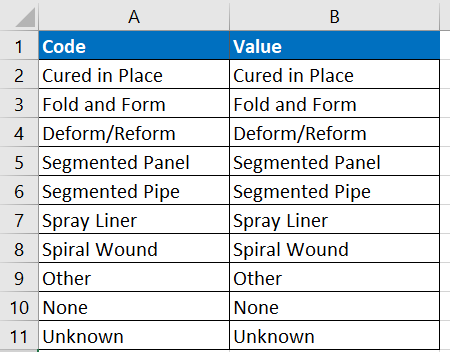 A B
1 Code Value
2 Cured in Place Cured in Place
3 Fold and Form Fold and Form
4 Deform/Reform Deform/Reform
5 Segmented Panel Segmented Panel
6 Segmented Pipe Segmented Pipe
7 Spray Liner Spray Liner
8 Spiral Wound Spiral Wound
9 Other Other
10 None None
11 Unknown Unknown